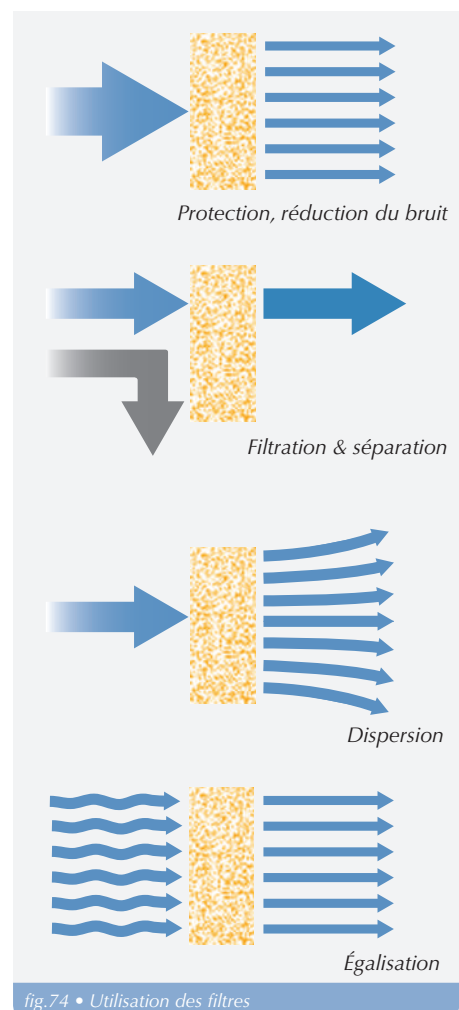 Protection, réduction du bruit
Filtration & séparation
Dispersion
Égalisation
fig.74 • Utilisation des filtres